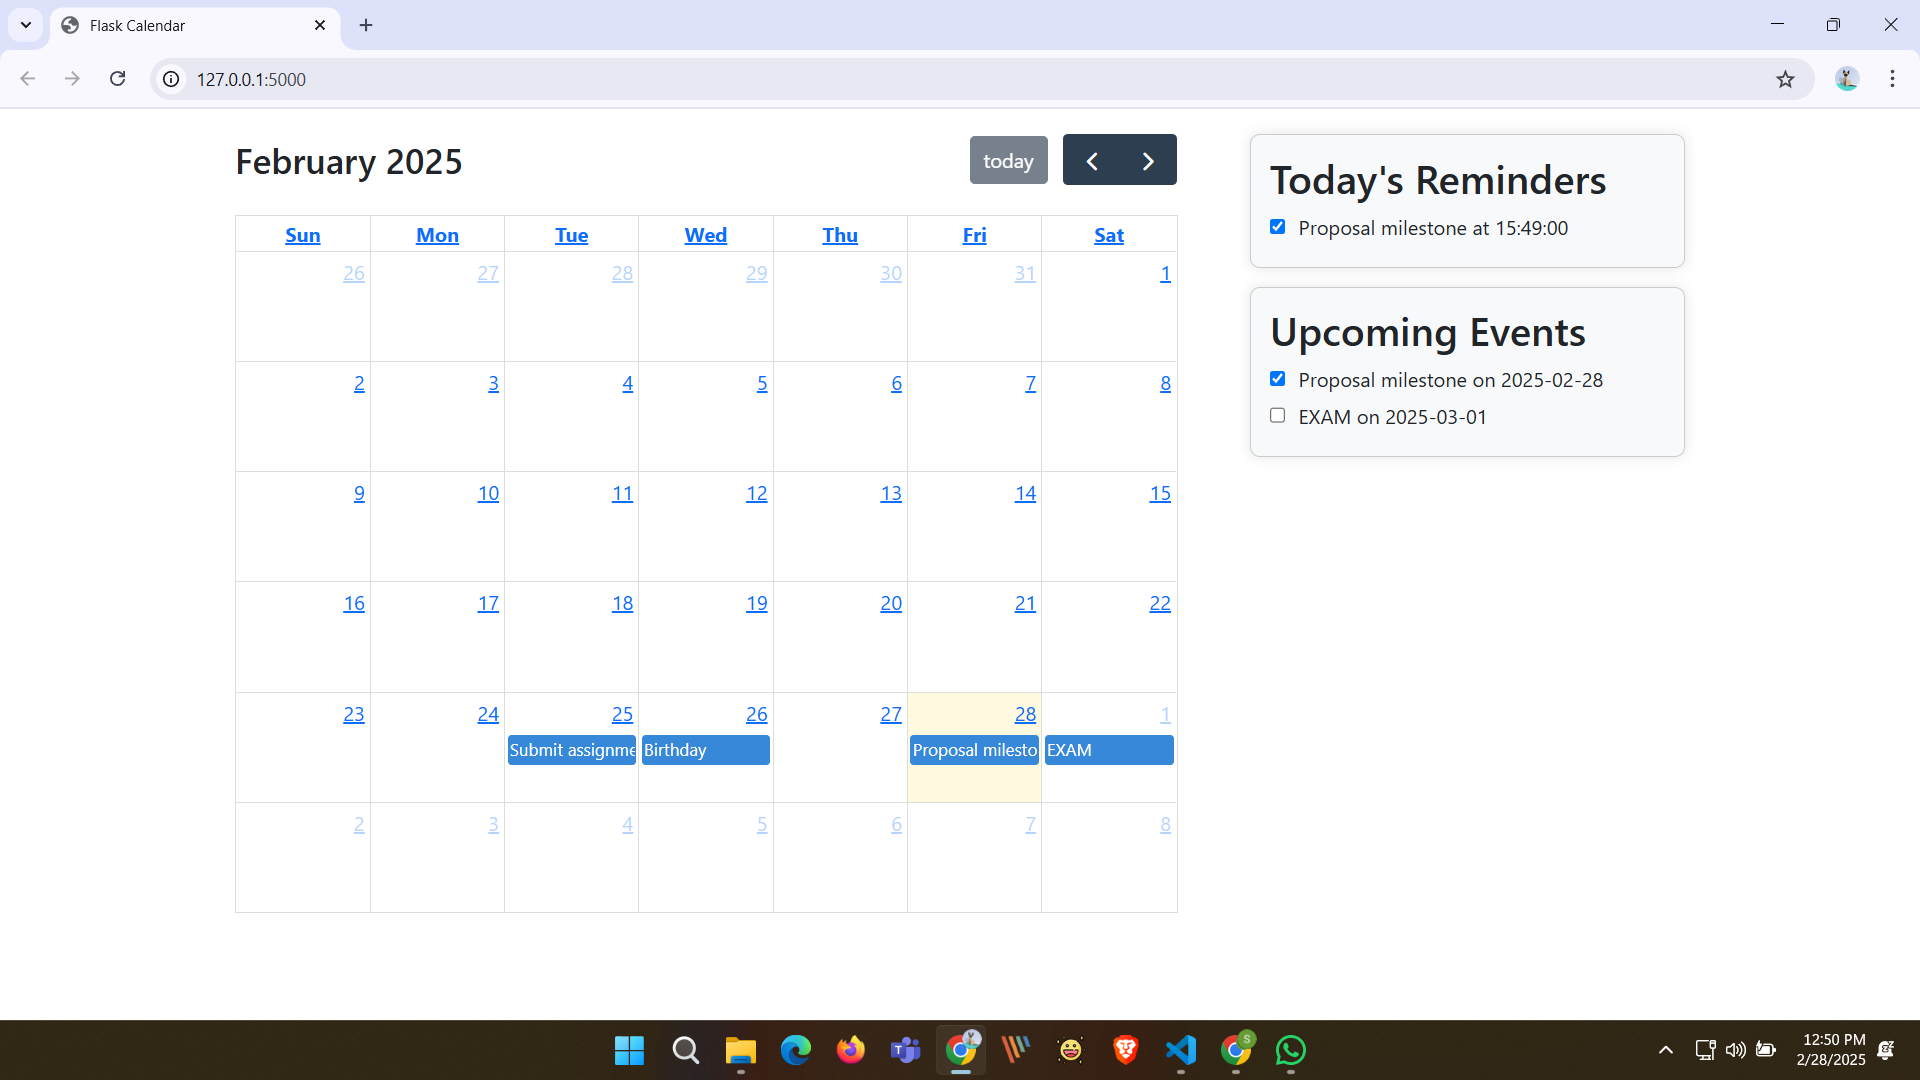 Flask Calendar
127.0.0.1:5000
February 2025
today
Sun Mon Tue Wed Thu Fri Sat
26 27 28 29 30 31 1
2 3 4 5 6 7 8
9 10 11 12 13 14 15
16 17 18 19 20 21 22
23 24 25 26 27 28 1
Submit assignme Birthday Proposal milesto EXAM
2 3 4 5 6 7 8
Today's Reminders
Proposal milestone at 15:49:00
Upcoming Events
Proposal milestone on 2025-02-28
EXAM on 2025-03-01
S
12:50 PM
2/28/2025